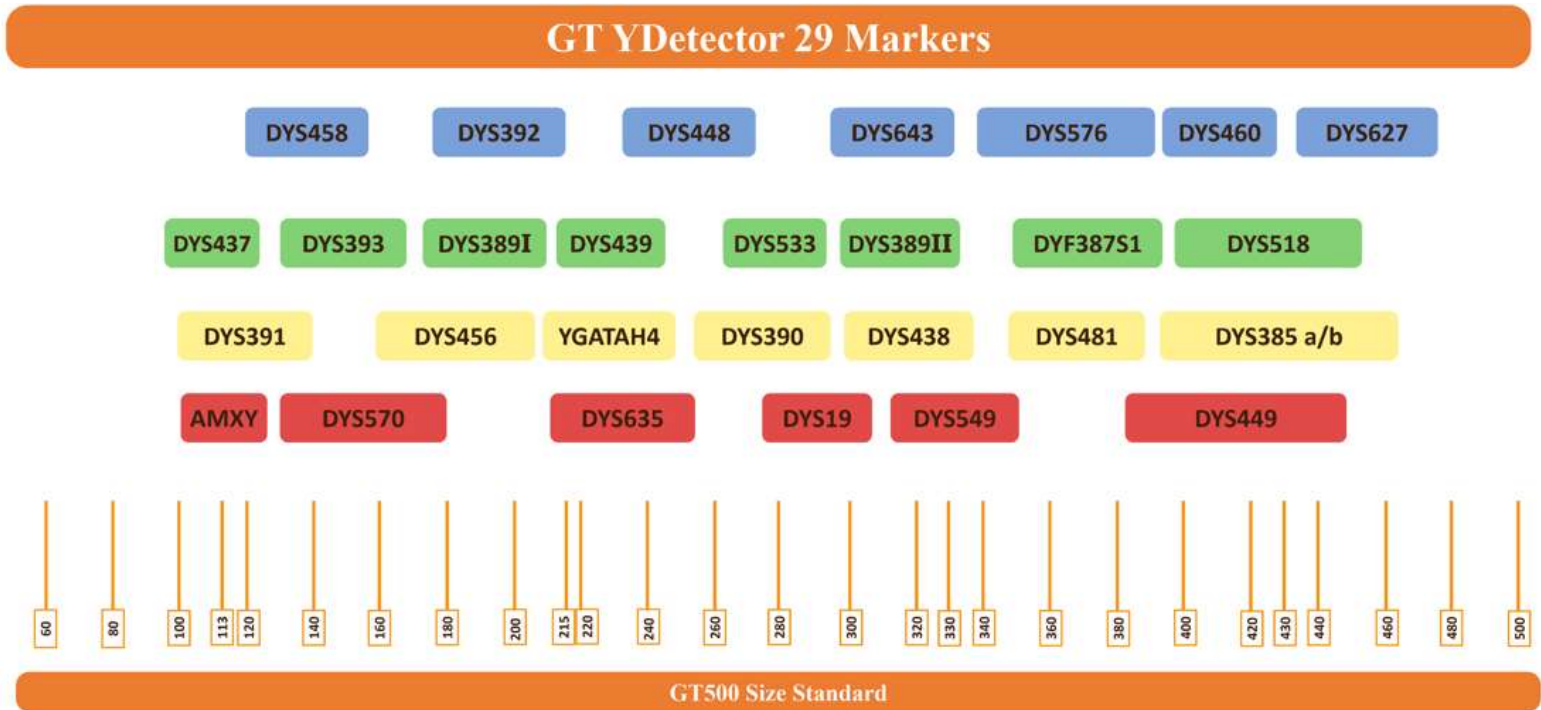 GT YDetector 29 Markers
DYS458 DYS392 DYS448 DYS643 DYS576 DYS460 DYS627
DYS437 DYS393 DYS389I DYS439 DYS533 DYS389II DYF387S1 DYS518
DYS391 DYS456 YGATAH4 DYS390 DYS438 DYS481 DYS385 a/b
AMXY DYS570 DYS635 DYS19 DYS549 DYS449
60 80 100 113 120 140 160 180 200 215 220 240 260 280 300 320 330 340 360 380 400 420 430 440 460 480 500
GT500 Size Standard